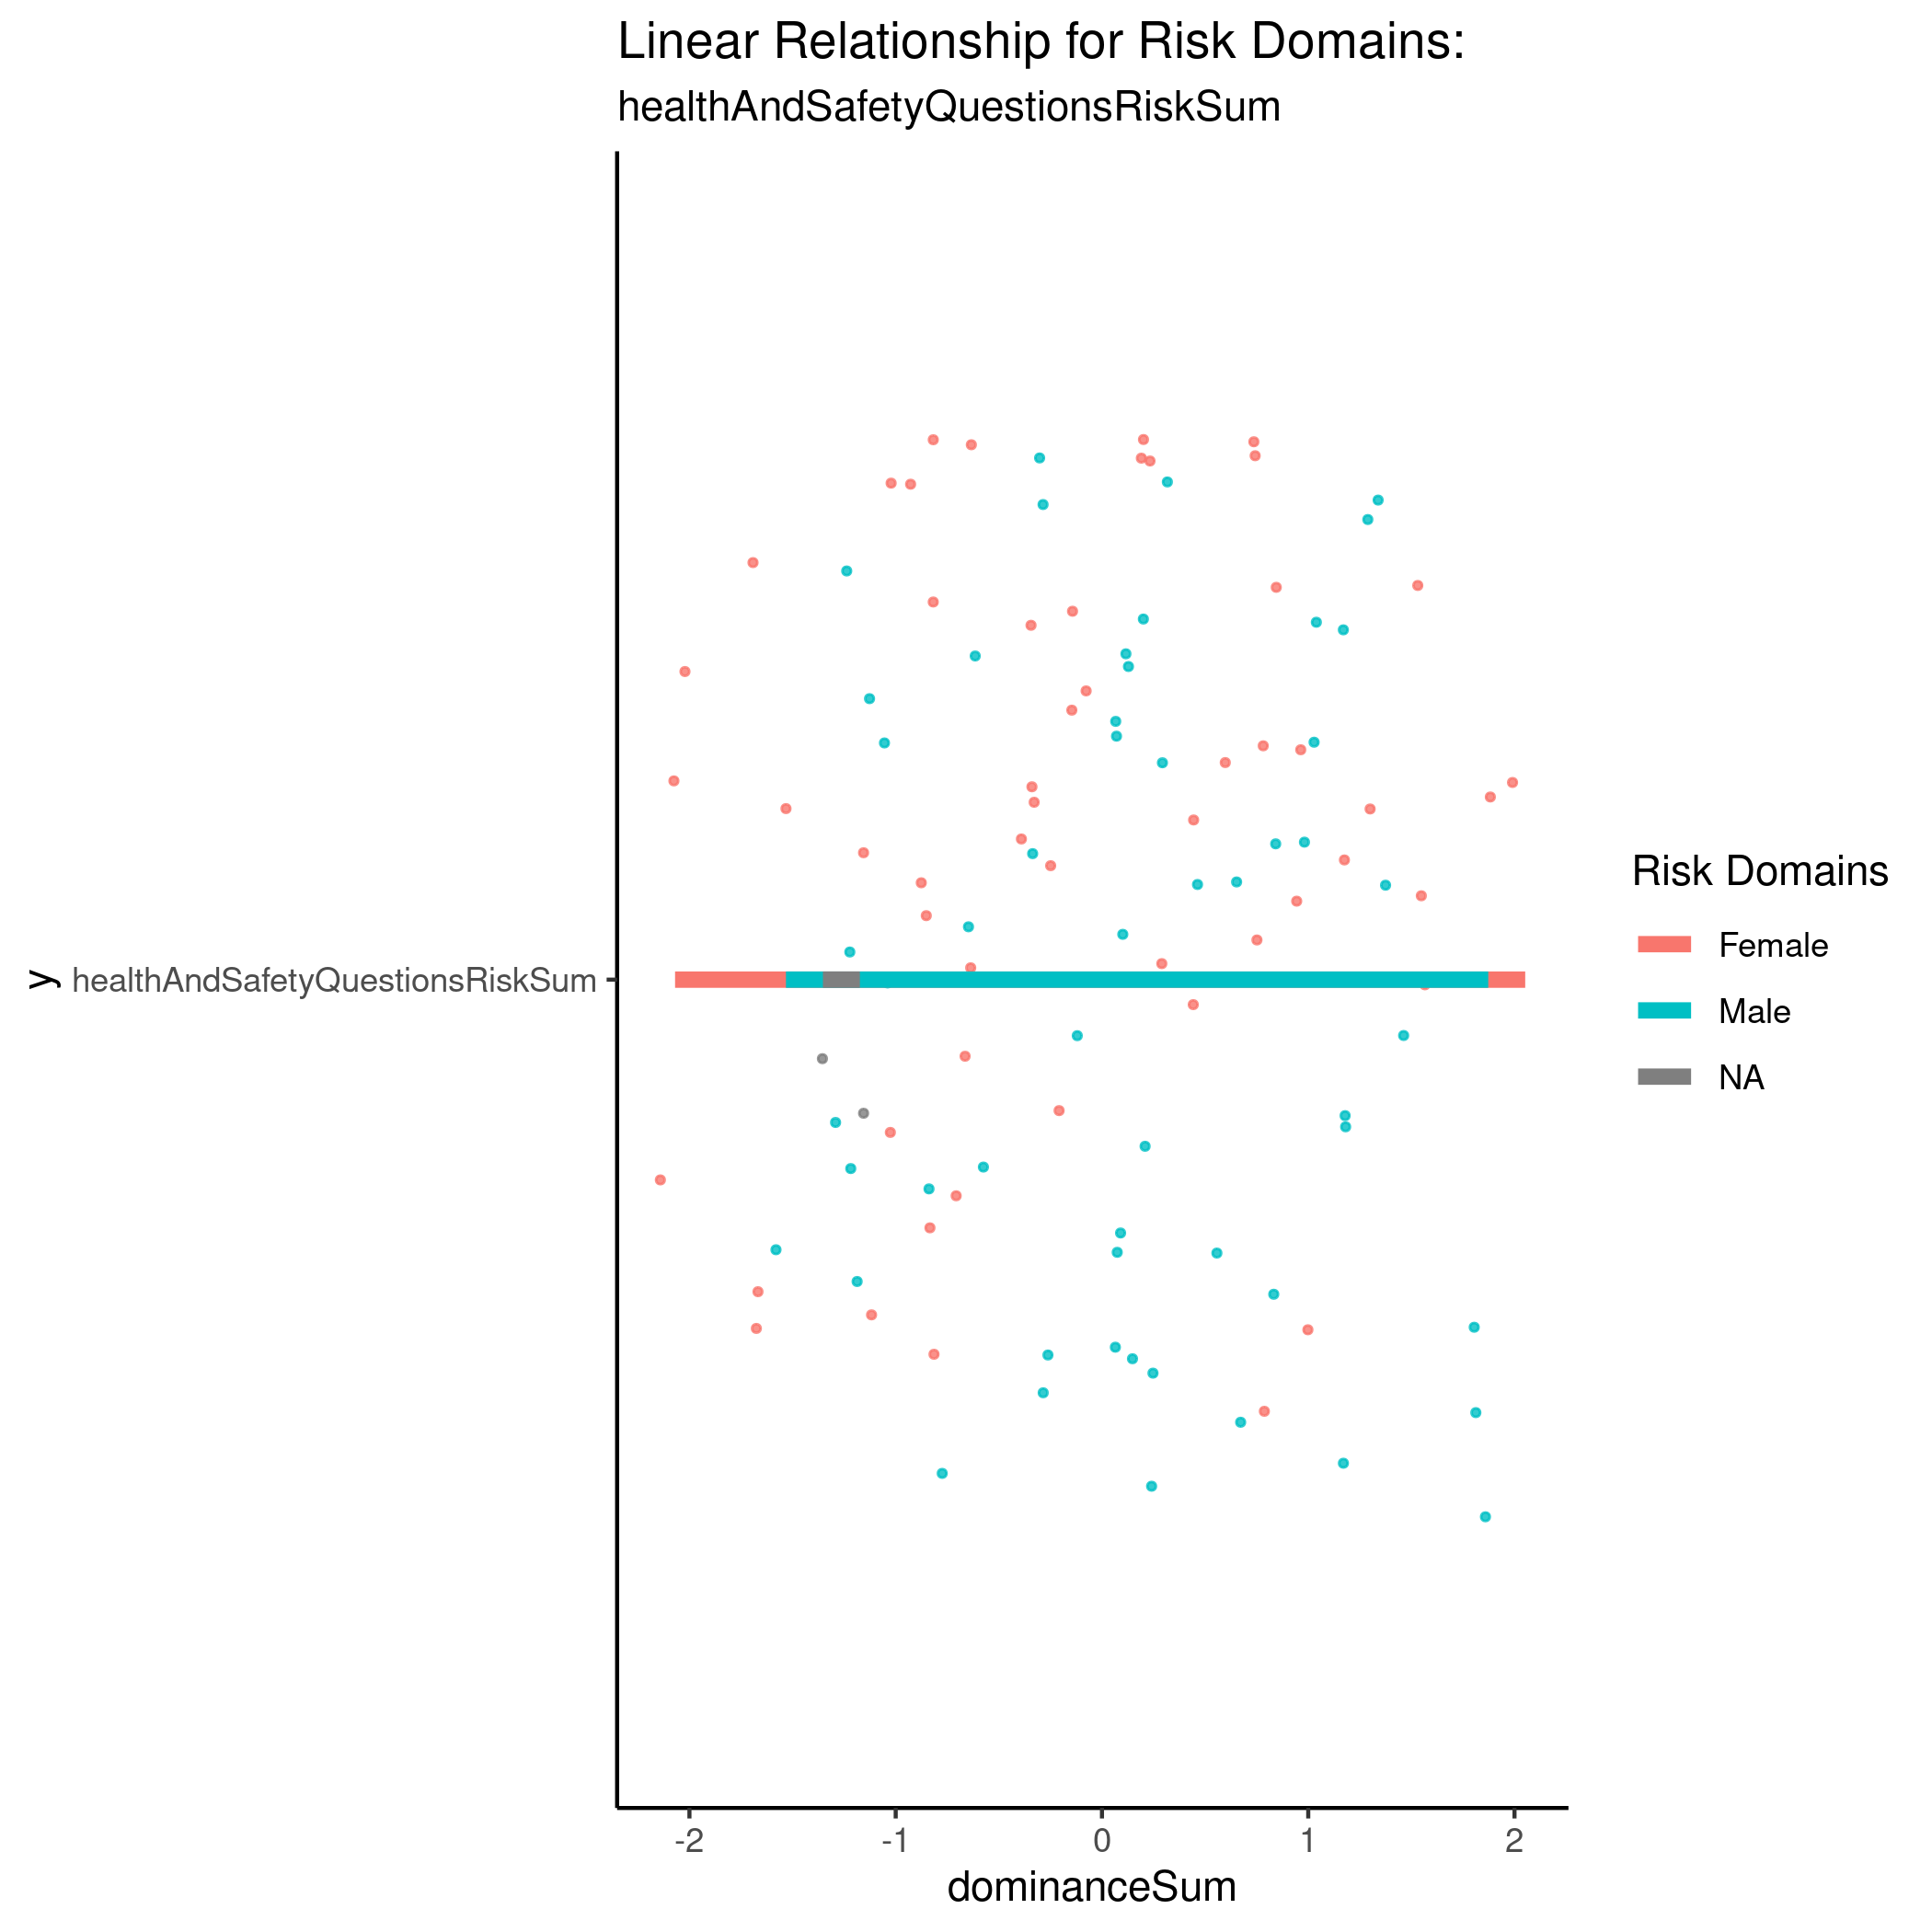 Linear Relationship for Risk Domains:
healthAndSafetyQuestionsRiskSum
y
healthAndSafetyQuestionsRiskSum
Risk Domains
Female
Male
NA
-2 -1 0 1 2
dominanceSum